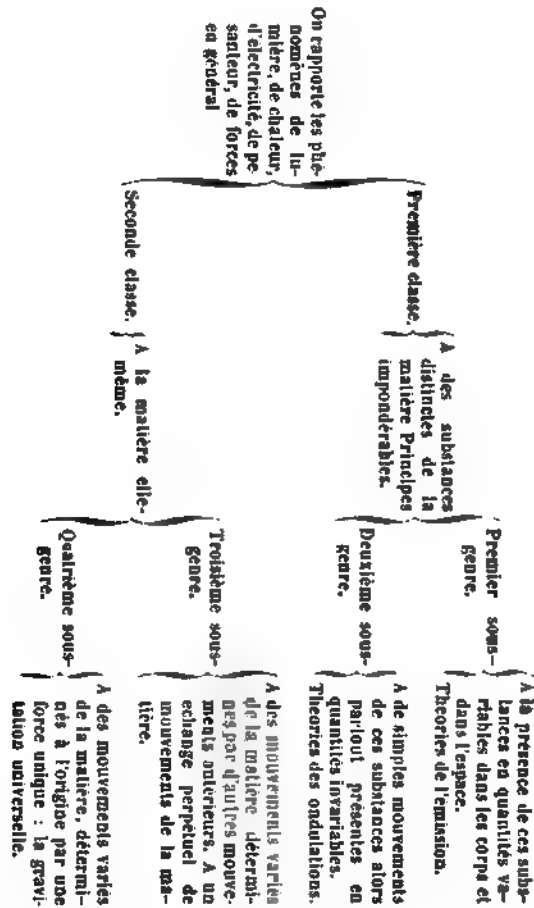 On rapporte les phé-
nomènes de lu-
mière, de chaleur,
d'électricité, de pe-
santeur, de forces
en général
Première classe.
À des substances
distinctes de la
matière Principes
impondérables.
Premier sous-
genre.
À la présence de ces subs-
tances en quantités va-
riables dans les corps et
dans l'espace.
Théories de l'émission.
Deuxième sous-
genre.
À de simples mouvements
de ces substances alors
partout présentes en
quantités invariables.
Théories des ondulations.
Seconde classe.
À la matière elle-
même.
Troisième sous-
genre.
À des mouvements variés
de la matière détermi-
nés par d'autres mouve-
ments antérieurs. À un
échange perpétuel de
mouvements de la ma-
tière.
Quatrième sous-
genre.
À des mouvements variés
de la matière, détermi-
nés à l'origine par une
force unique : la gravi-
tation universelle.